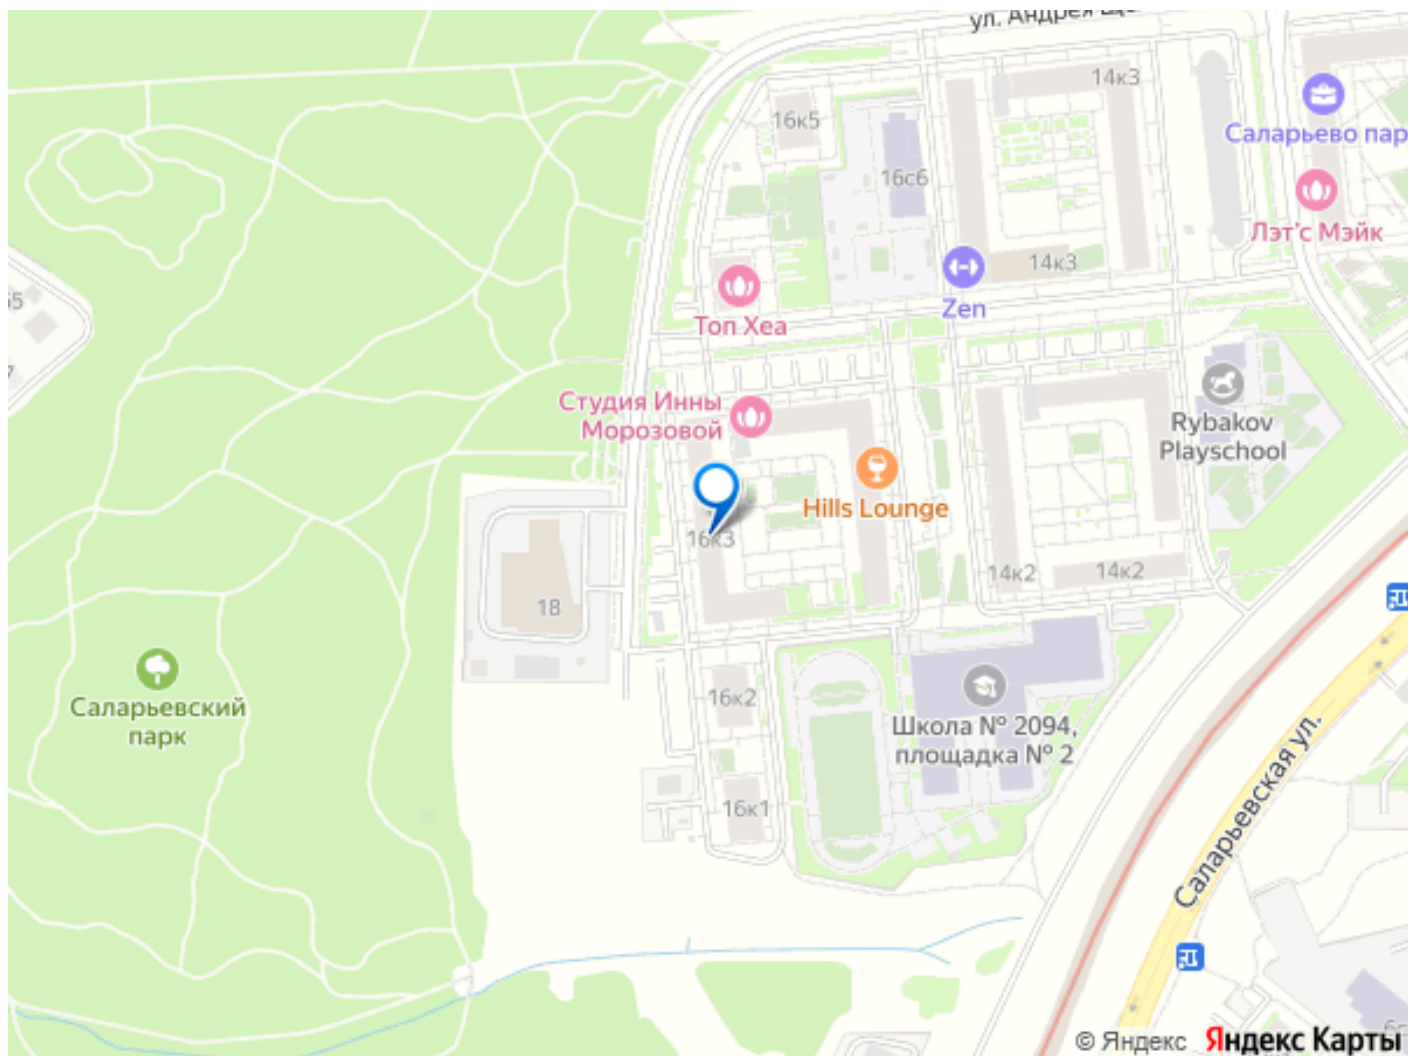 ул. Андрея
14к3
16к5
Саларьево пар
16с6
Лэт'с Мэйк
14к3
Zen
Топ Хеа
Студия Инны
Морозовой
Rybakov
Playschool
Hills Lounge
16к3
14к2
14к2
18
16к2
Саларьевский
парк
Школа № 2094,
площадка № 2
16к1
Саларьевская ул.
© Яндекс Яндекс Карты